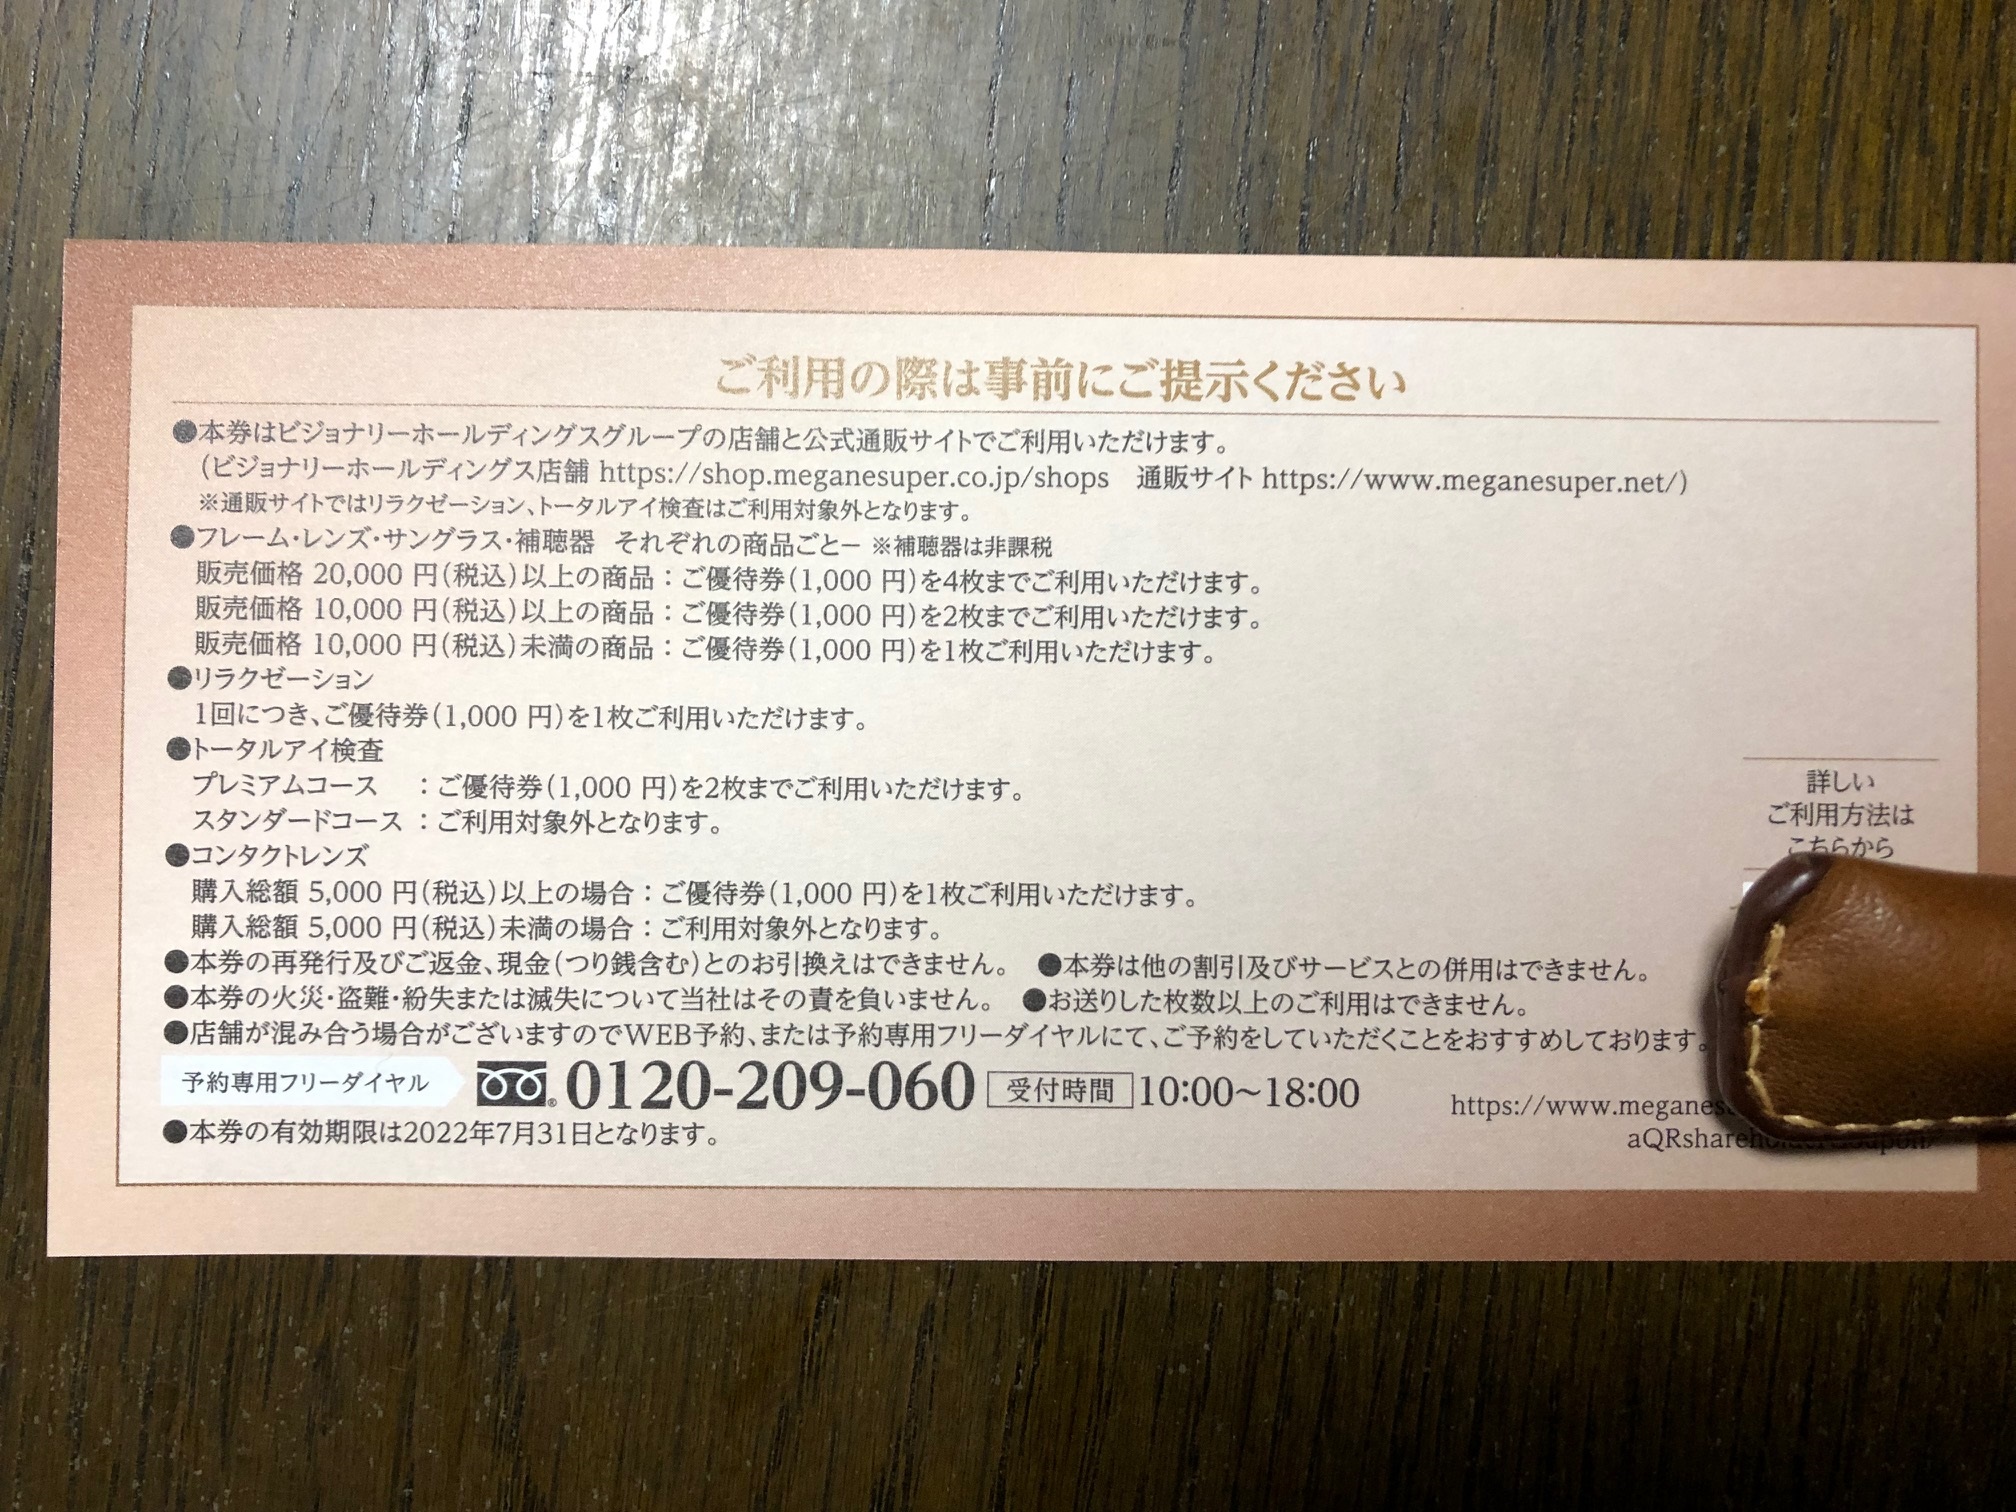 ご利用の際は事前にご提示ください
●本券はビジョナリーホールディングスグループの店舗と公式通販サイトでご利用いただけます。
（ビジョナリーホールディングス店舗 https://shop.meganesuper.co.jp/shops　通販サイト https://www.meganesuper.net/）
※通販サイトではリラクゼーション、トータルアイ検査はご利用対象外となります。
●フレーム・レンズ・サングラス・補聴器　それぞれの商品ごとー ※補聴器は非課税
販売価格 20,000 円（税込）以上の商品：ご優待券（1,000 円）を4枚までご利用いただけます。
販売価格 10,000 円（税込）以上の商品：ご優待券（1,000 円）を2枚までご利用いただけます。
販売価格 10,000 円（税込）未満の商品：ご優待券（1,000 円）を1枚ご利用いただけます。
●リラクゼーション
1回につき、ご優待券（1,000 円）を1枚ご利用いただけます。
●トータルアイ検査
プレミアムコース　：ご優待券（1,000 円）を2枚までご利用いただけます。
スタンダードコース ：ご利用対象外となります。
●コンタクトレンズ
購入総額 5,000 円（税込）以上の場合：ご優待券（1,000 円）を1枚ご利用いただけます。
購入総額 5,000 円（税込）未満の場合：ご利用対象外となります。
●本券の再発行及びご返金、現金（つり銭含む）とのお引換えはできません。　●本券は他の割引及びサービスとの併用はできません。
●本券の火災・盗難・紛失または滅失について当社はその責を負いません。　●お送りした枚数以上のご利用はできません。
●店舗が混み合う場合がございますのでWEB予約、または予約専用フリーダイヤルにて、ご予約をしていただくことをおすすめしております。
予約専用フリーダイヤル 0120-209-060 受付時間 10:00~18:00
●本券の有効期限は2022年7月31日となります。
詳しい
ご利用方法は
こちらから
https://www.meganes
aQRshareholder